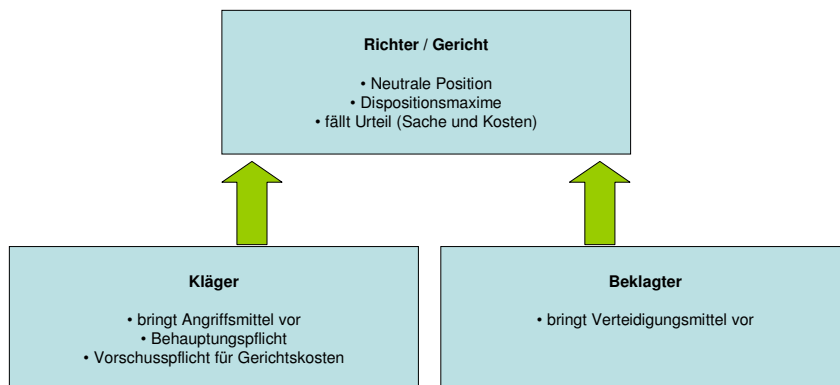 Richter / Gericht
• Neutrale Position
• Dispositionsmaxime
• fällt Urteil (Sache und Kosten)
Kläger
• bringt Angriffsmittel vor
• Behauptungspflicht
• Vorschusspflicht für Gerichtskosten
Beklagter
• bringt Verteidigungsmittel vor